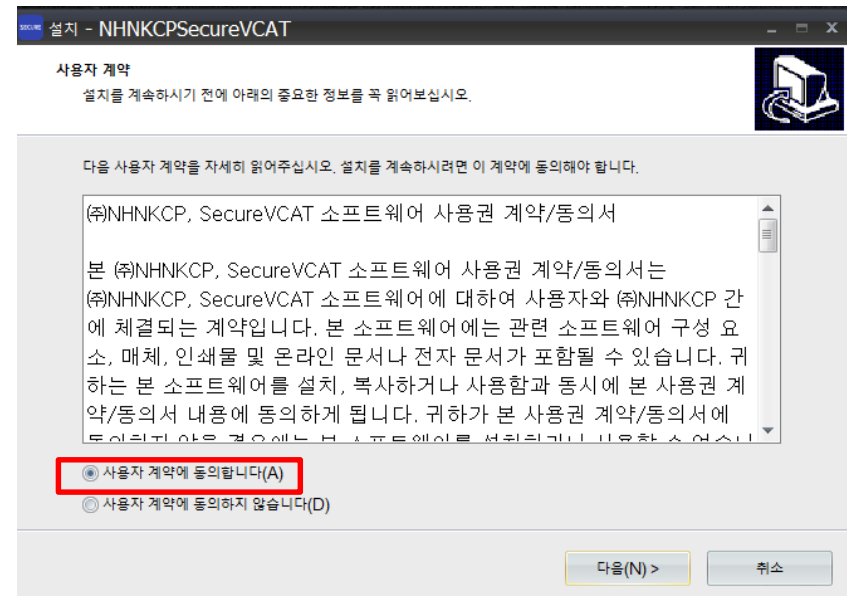 SECURE 설치 - NHNKCPSecureVCAT
사용자 계약
설치를 계속하시기 전에 아래의 중요한 정보를 꼭 읽어보십시오.
다음 사용자 계약을 자세히 읽어주십시오. 설치를 계속하시려면 이 계약에 동의해야 합니다.
㈜NHNKCP, SecureVCAT 소프트웨어 사용권 계약/동의서
본 ㈜NHNKCP, SecureVCAT 소프트웨어 사용권 계약/동의서는
㈜NHNKCP, SecureVCAT 소프트웨어에 대하여 사용자와 ㈜NHNKCP 간
에 체결되는 계약입니다. 본 소프트웨어에는 관련 소프트웨어 구성 요
소, 매체, 인쇄물 및 온라인 문서나 전자 문서가 포함될 수 있습니다. 귀
하는 본 소프트웨어를 설치, 복사하거나 사용함과 동시에 본 사용권 계
약/동의서 내용에 동의하게 됩니다. 귀하가 본 사용권 계약/동의서에
사용자 계약에 동의합니다(A)
사용자 계약에 동의하지 않습니다(D)
다음(N) >
취소